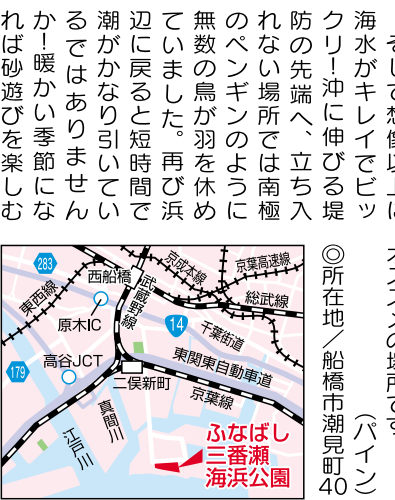 そして想像以上に
海水がキレイでビッ
クリ！沖に伸びる堤
防の先端へ、立ち入
れない場所では南極
のペンギンのように
無数の鳥が羽を休め
ていました。再び浜
辺に戻ると短時間で
潮がかなり引いてい
るではありません
か！暖かい季節にな
れば砂遊びを楽しむ
の場所です。
（パイン）
◎所在地／船橋市潮見町40
283
西船橋
京成本線
京葉高速線
東西線
武蔵野線
総武線
原木IC
14
千葉街道
高谷JCT
東関東自動車道
179
二俣新町
京葉線
真間川
江戸川
ふなばし
三番瀬
海浜公園